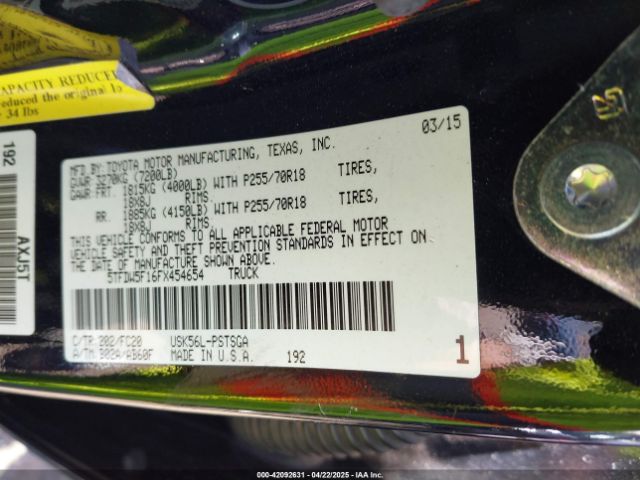 CAPACITY REDUCED
reduced the original
34 lbs
192
AXJ5T
03/15
MFD. BY: TOYOTA MOTOR MANUFACTURING, TEXAS, INC.
GVWR (7200LB)
GAWR FRT. 1815KG (4000LB) WITH P255/70R18 TIRES,
18X8J RIMS.
RR. 1885KG (4150LB) WITH P255/70R18 TIRES,
18X8J RIMS.
THIS VEHICLE CONFORMS TO ALL APPLICABLE FEDERAL MOTOR
VEHICLE SAFETY AND THEFT PREVENTION STANDARDS IN EFFECT ON
THE DATE OF MANUFACTURE SHOWN ABOVE.
5TFDW5F16FX454654 TRUCK
C/TR:202/FC20 USK56L-PSTSGA
A/TM:B02A/AB60F MADE IN U.S.A. 192
1
000-42092631 - 04/22/2025 - IAA Inc.